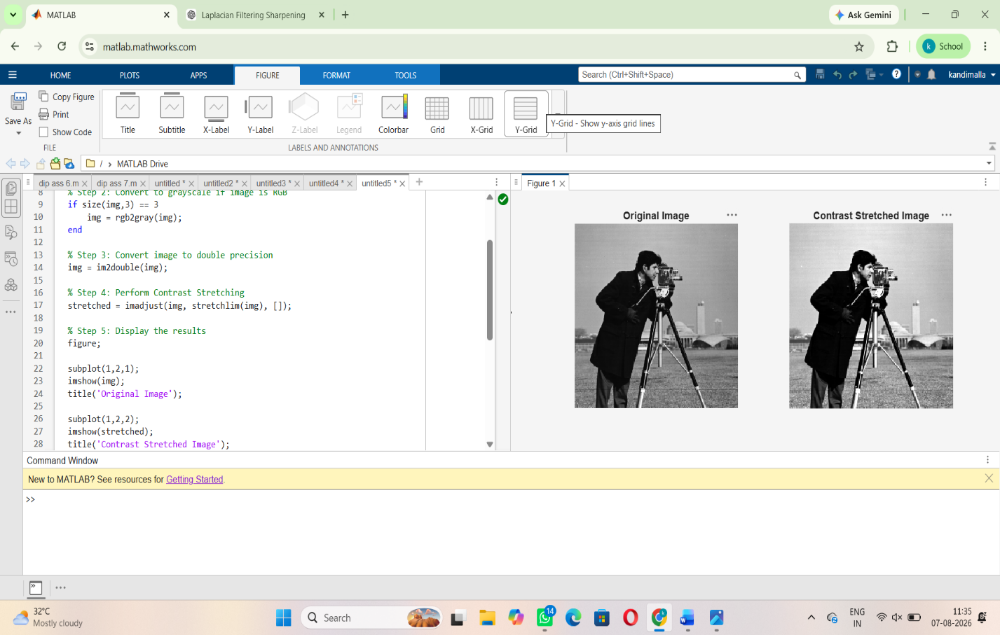 MATLAB
Laplacian Filtering Sharpening
Ask Gemini
matlab.mathworks.com
k School
HOME PLOTS APPS FIGURE FORMAT TOOLS
Search (Ctrl+Shift+Space)
kandimalla
Save As
Copy Figure
Print
Show Code
FILE
Title Subtitle X-Label Y-Label Z-Label Legend Colorbar Grid X-Grid Y-Grid
Y-Grid - Show y-axis grid lines
LABELS AND ANNOTATIONS
/ › MATLAB Drive
dip ass 6.m dip ass 7.m untitled * untitled2 * untitled3 * untitled4 * untitled5 *
Figure 1
8 % Step 2: Convert to grayscale if image is RGB
9 if size(img,3) == 3
10 img = rgb2gray(img);
11 end
12
13 % Step 3: Convert image to double precision
14 img = im2double(img);
15
16 % Step 4: Perform Contrast Stretching
17 stretched = imadjust(img, stretchlim(img), []);
18
19 % Step 5: Display the results
20 figure;
21
22 subplot(1,2,1);
23 imshow(img);
24 title('Original Image');
25
26 subplot(1,2,2);
27 imshow(stretched);
28 title('Contrast Stretched Image');
Original Image
Contrast Stretched Image
Command Window
New to MATLAB? See resources for Getting Started.
>>
32°C
Mostly cloudy
Search
14
ENG
IN
11:35
07-08-2026